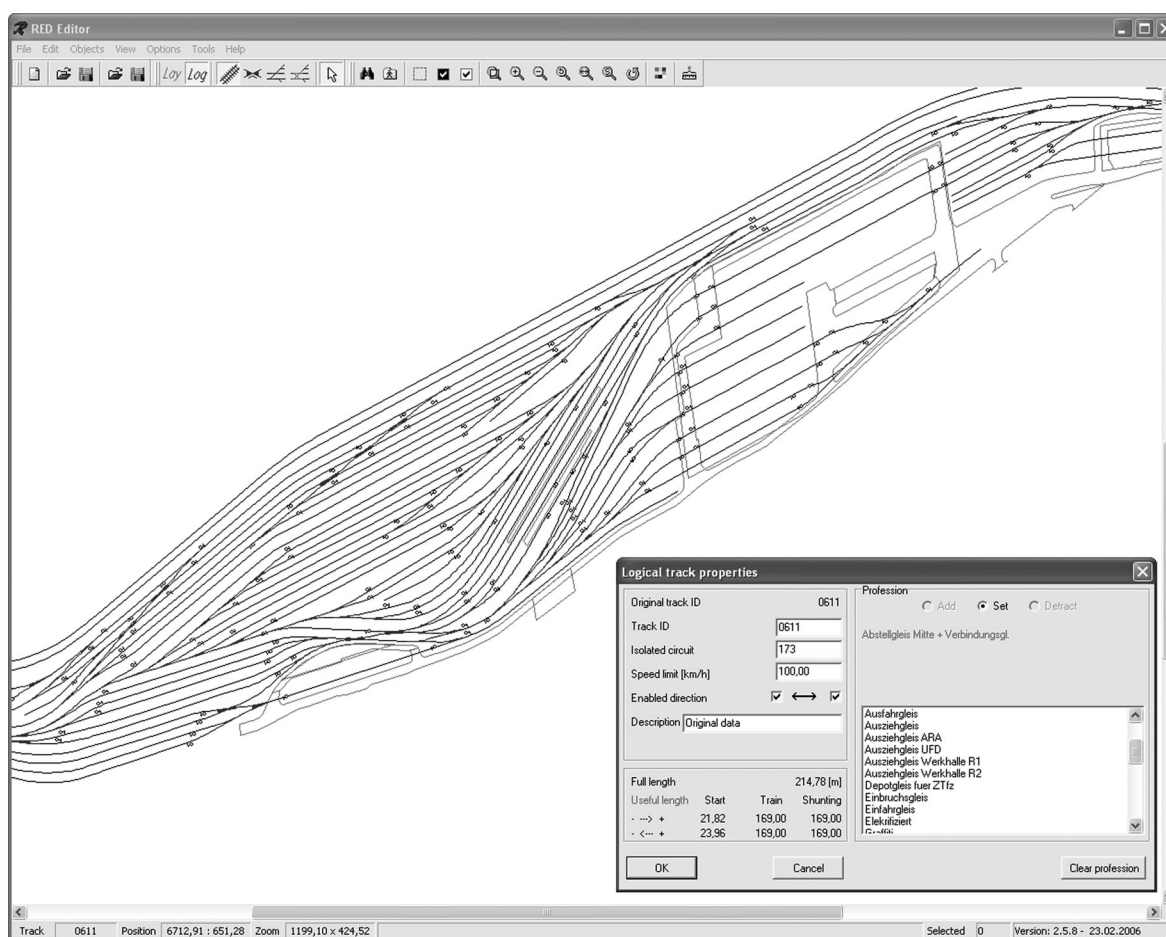 RED Editor
File Edit Objects View Options Tools Help
Lay Log
Logical track properties
Original track ID 0611
Track ID 0611
Isolated circuit 173
Speed limit [km/h] 100,00
Enabled direction
Description Original data
Full length 214,78 [m]
Useful length Start Train Shunting
- ---> + 21,82 169,00 169,00
- <--- + 23,96 169,00 169,00
Profession
Add Set Detract
Abstellgleis Mitte + Verbindungsgl.
Ausfahrgleis
Ausziehgleis
Ausziehgleis ARA
Ausziehgleis UFD
Ausziehgleis Werkhalle R1
Ausziehgleis Werkhalle R2
Depotgleis fuer ZTfz
Einbruchsgleis
Einfahrgleis
Elekrifiziert
Graffiti
OK Cancel Clear profession
Track 0611 Position 6712,91 : 651,28 Zoom 1199,10 x 424,52 Selected 0 Version: 2.5.8 - 23.02.2006